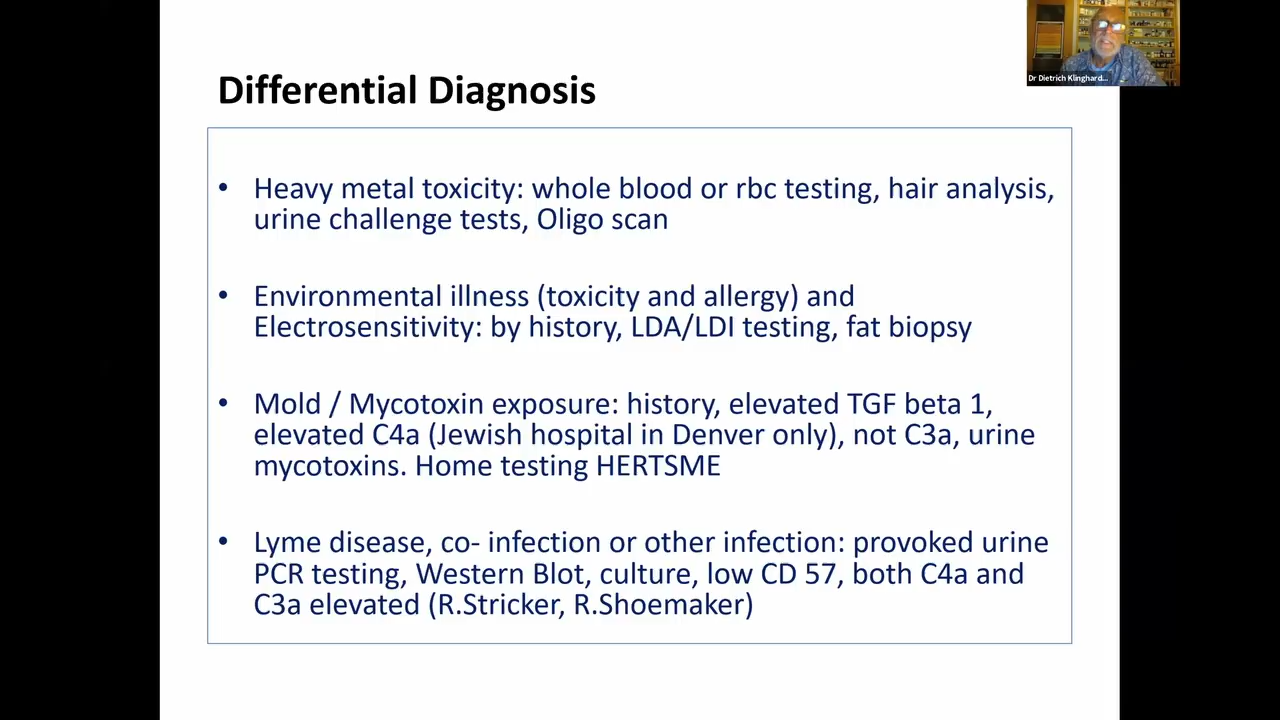 Dr Dietrich Klinghard...
Differential Diagnosis
• Heavy metal toxicity: whole blood or rbc testing, hair analysis,
urine challenge tests, Oligo scan
• Environmental illness (toxicity and allergy) and
Electrosensitivity: by history, LDA/LDI testing, fat biopsy
• Mold / Mycotoxin exposure: history, elevated TGF beta 1,
elevated C4a (Jewish hospital in Denver only), not C3a, urine
mycotoxins. Home testing HERTSME
• Lyme disease, co- infection or other infection: provoked urine
PCR testing, Western Blot, culture, low CD 57, both C4a and
C3a elevated (R.Stricker, R.Shoemaker)